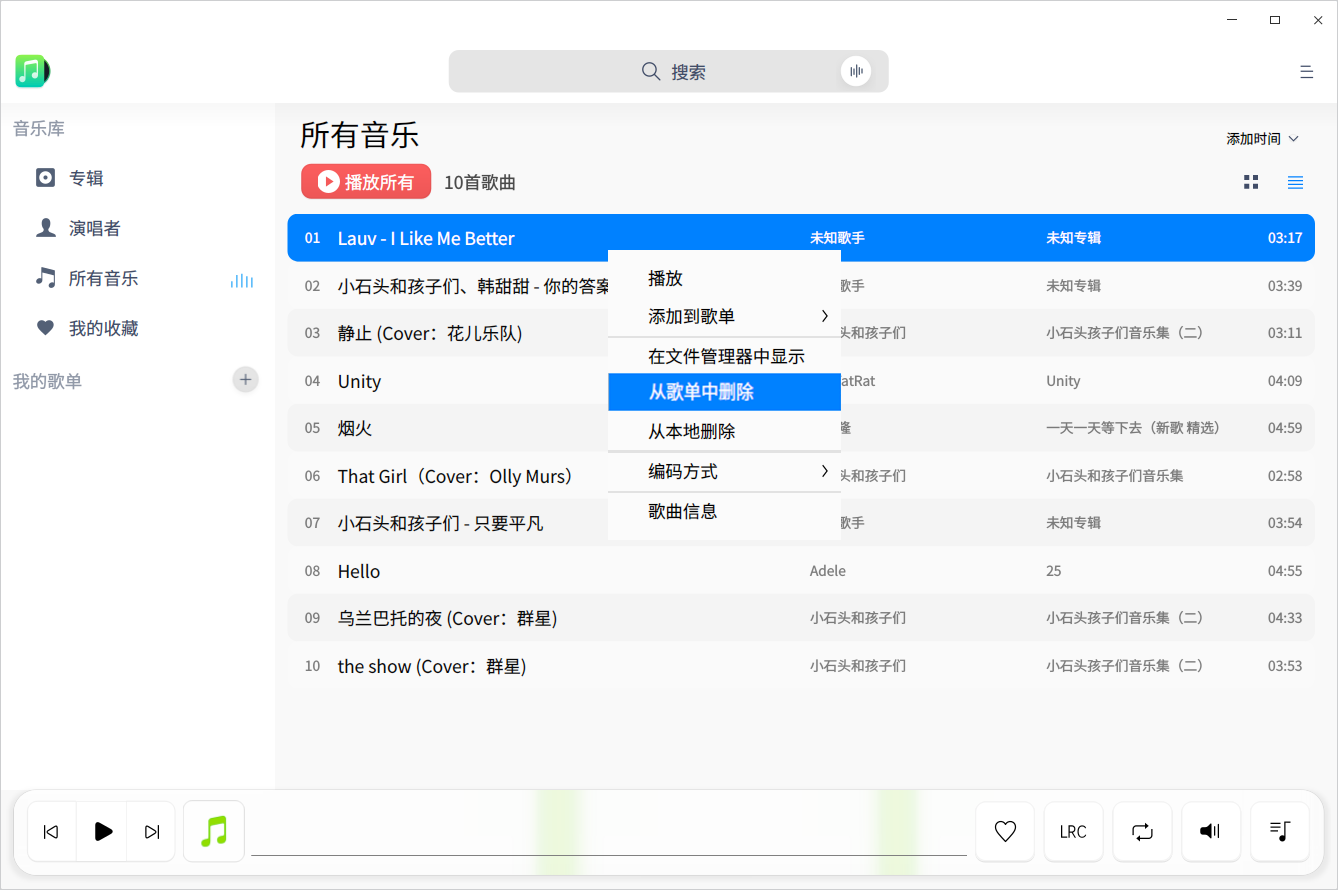 搜索
音乐库
专辑
演唱者
所有音乐
我的收藏
我的歌单
所有音乐
添加时间
播放所有 10首歌曲
01 Lauv - I Like Me Better 未知歌手 未知专辑 03:17
02 小石头和孩子们、韩甜甜 - 你的答案 歌手 未知专辑 03:39
03 静止 (Cover：花儿乐队) 头和孩子们 小石头孩子们音乐集（二） 03:11
04 Unity atRat Unity 04:09
05 烟火 隆 一天一天等下去（新歌 精选） 04:59
06 That Girl（Cover：Olly Murs） 头和孩子们 小石头和孩子们音乐集 02:58
07 小石头和孩子们 - 只要平凡 歌手 未知专辑 03:54
08 Hello Adele 25 04:55
09 乌兰巴托的夜 (Cover：群星) 小石头和孩子们 小石头孩子们音乐集（二） 04:33
10 the show (Cover：群星) 小石头和孩子们 小石头孩子们音乐集（二） 03:53
播放
添加到歌单
在文件管理器中显示
从歌单中删除
从本地删除
编码方式
歌曲信息
LRC